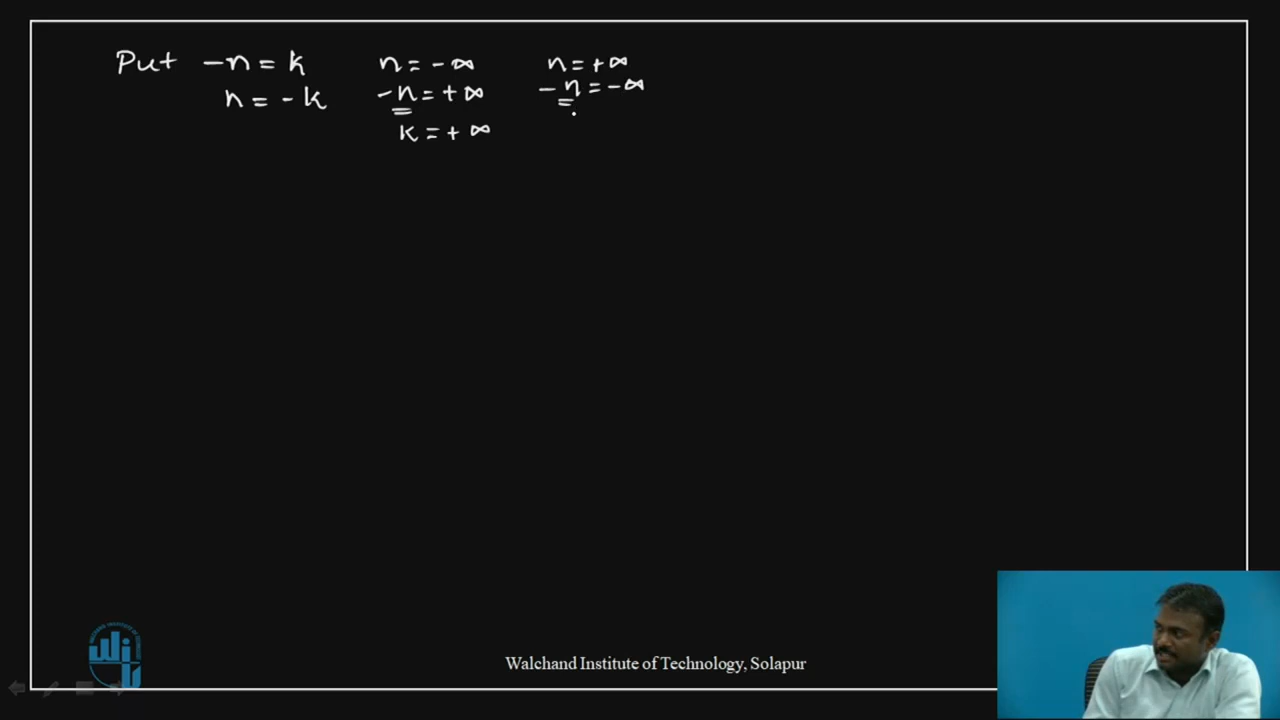 Put -n = k n = -∞ n = +∞
n = -k -n = +∞ -n = -∞
k = +∞
Walchand Institute of Technology, Solapur